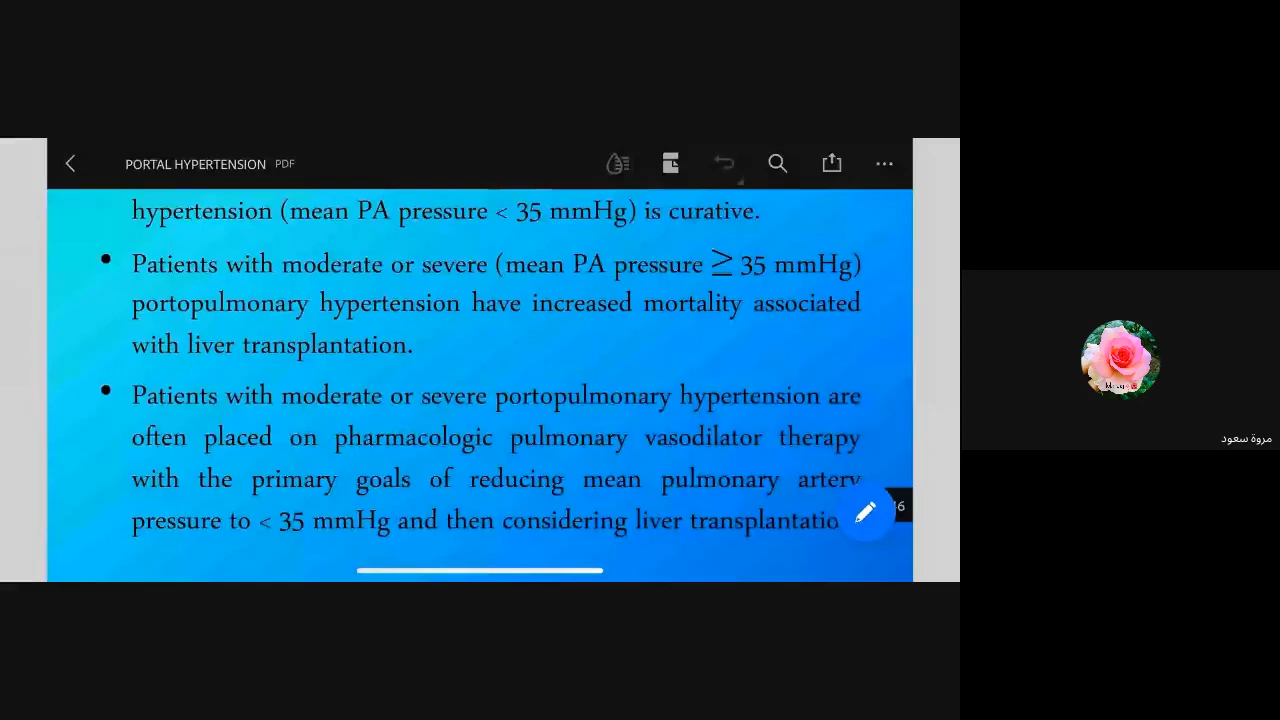 PORTAL HYPERTENSION PDF
hypertension (mean PA pressure < 35 mmHg) is curative.
• Patients with moderate or severe (mean PA pressure ≥ 35 mmHg)
portopulmonary hypertension have increased mortality associated
with liver transplantation.
• Patients with moderate or severe portopulmonary hypertension are
often placed on pharmacologic pulmonary vasodilator therapy
with the primary goals of reducing mean pulmonary artery
pressure to < 35 mmHg and then considering liver transplantatio
مروة سعود